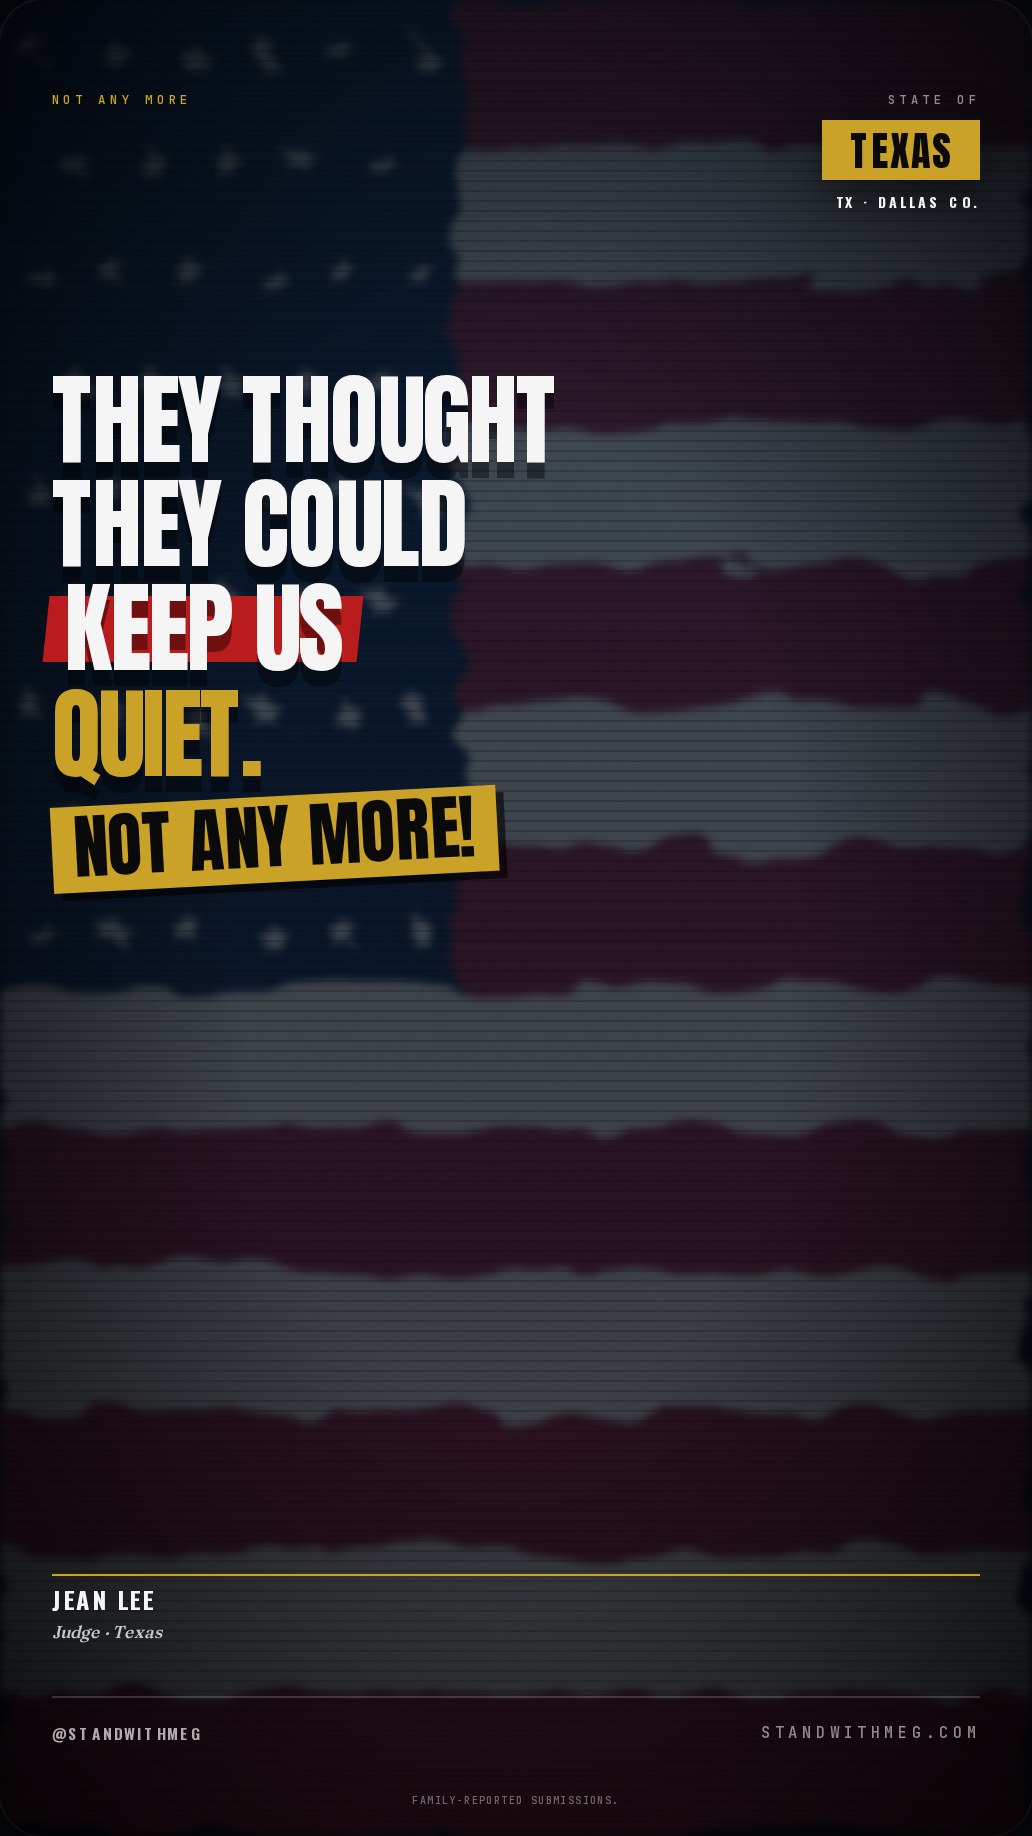 NOT ANY MORE
STATE OF
TEXAS
TX · DALLAS CO.
THEY THOUGHT
THEY COULD
KEEP US
QUIET.
NOT ANY MORE!
JEAN LEE
Judge · Texas
@STANDWITHMEG
STANDWITHMEG.COM
FAMILY-REPORTED SUBMISSIONS.